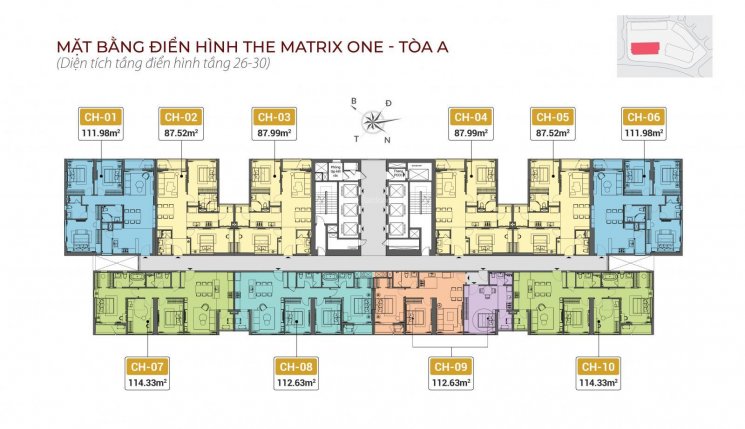 MẶT BẰNG ĐIỂN HÌNH THE MATRIX ONE - TÒA A
(Diện tích tầng điển hình tầng 26-30)
B
Đ
T
N
CH-01
111.98m²
CH-02
87.52m²
CH-03
87.99m²
CH-04
87.99m²
CH-05
87.52m²
CH-06
111.98m²
CH-07
114.33m²
CH-08
112.63m²
CH-09
112.63m²
CH-10
114.33m²